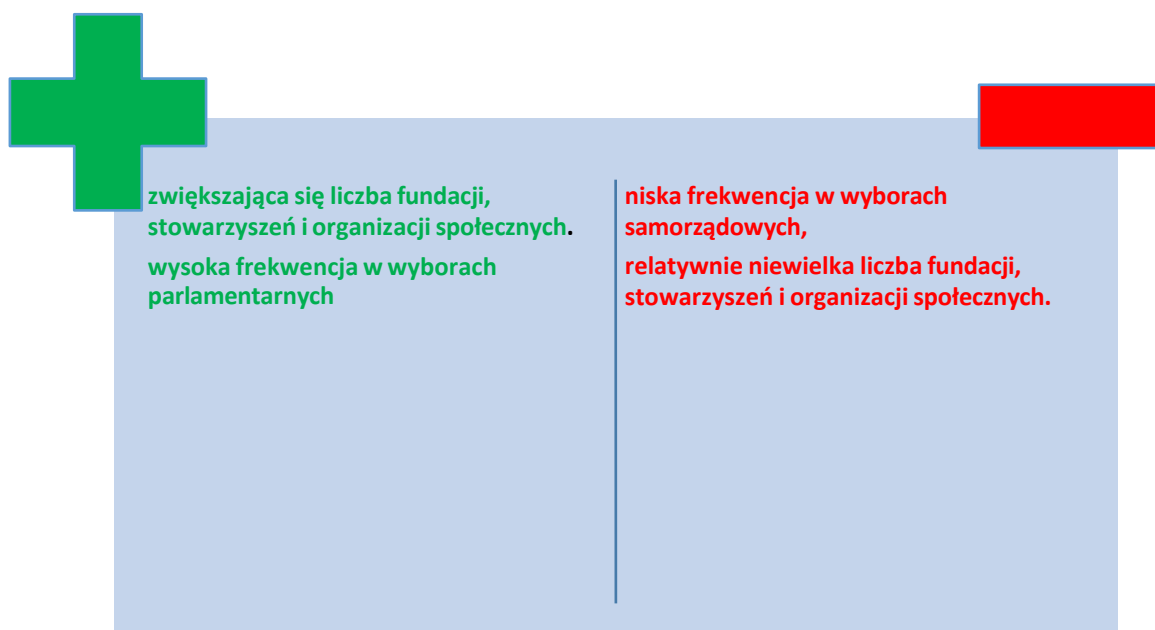 zwiększająca się liczba fundacji,
stowarzyszeń i organizacji społecznych.
wysoka frekwencja w wyborach
parlamentarnych
niska frekwencja w wyborach
samorządowych,
relatywnie niewielka liczba fundacji,
stowarzyszeń i organizacji społecznych.